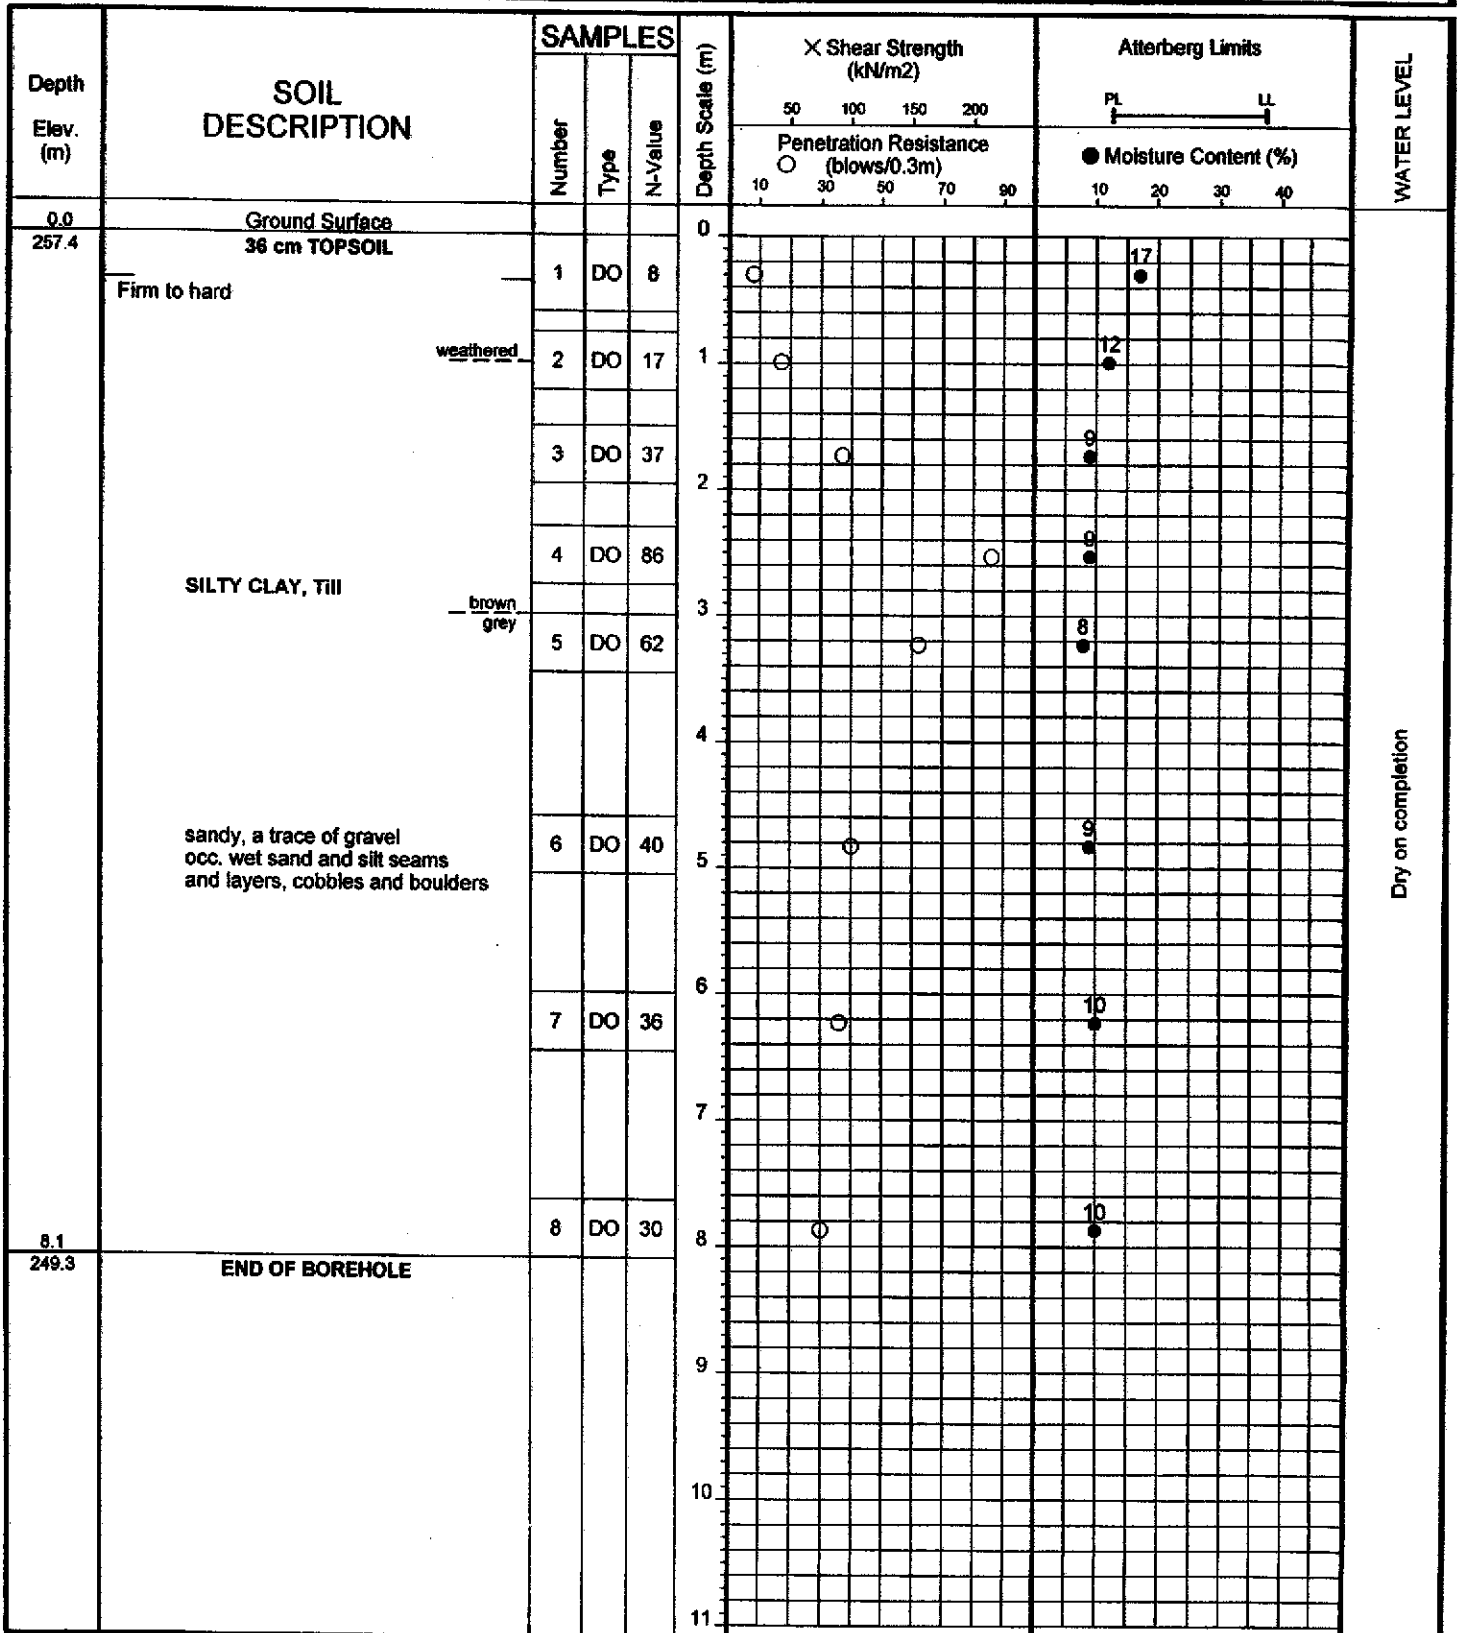 SAMPLES
Depth
Elev.
(m)
SOIL
DESCRIPTION
Number
Type
N-Value
Depth Scale (m)
X Shear Strength
(kN/m2)
50 100 150 200
Penetration Resistance
O (blows/0.3m)
10 30 50 70 90
Atterberg Limits
PL LL
● Moisture Content (%)
10 20 30 40
WATER LEVEL
0.0 Ground Surface 0
257.4 36 cm TOPSOIL
1 DO 8 17
Firm to hard
weathered 2 DO 17 1 12
3 DO 37 9
2
4 DO 86 9
SILTY CLAY, Till
brown 3
grey
5 DO 62 8
4
sandy, a trace of gravel 6 DO 40 9
occ. wet sand and silt seams 5
and layers, cobbles and boulders
Dry on completion
6
7 DO 36 10
7
8 DO 30 10
8.1 8
249.3 END OF BOREHOLE
9
10
11